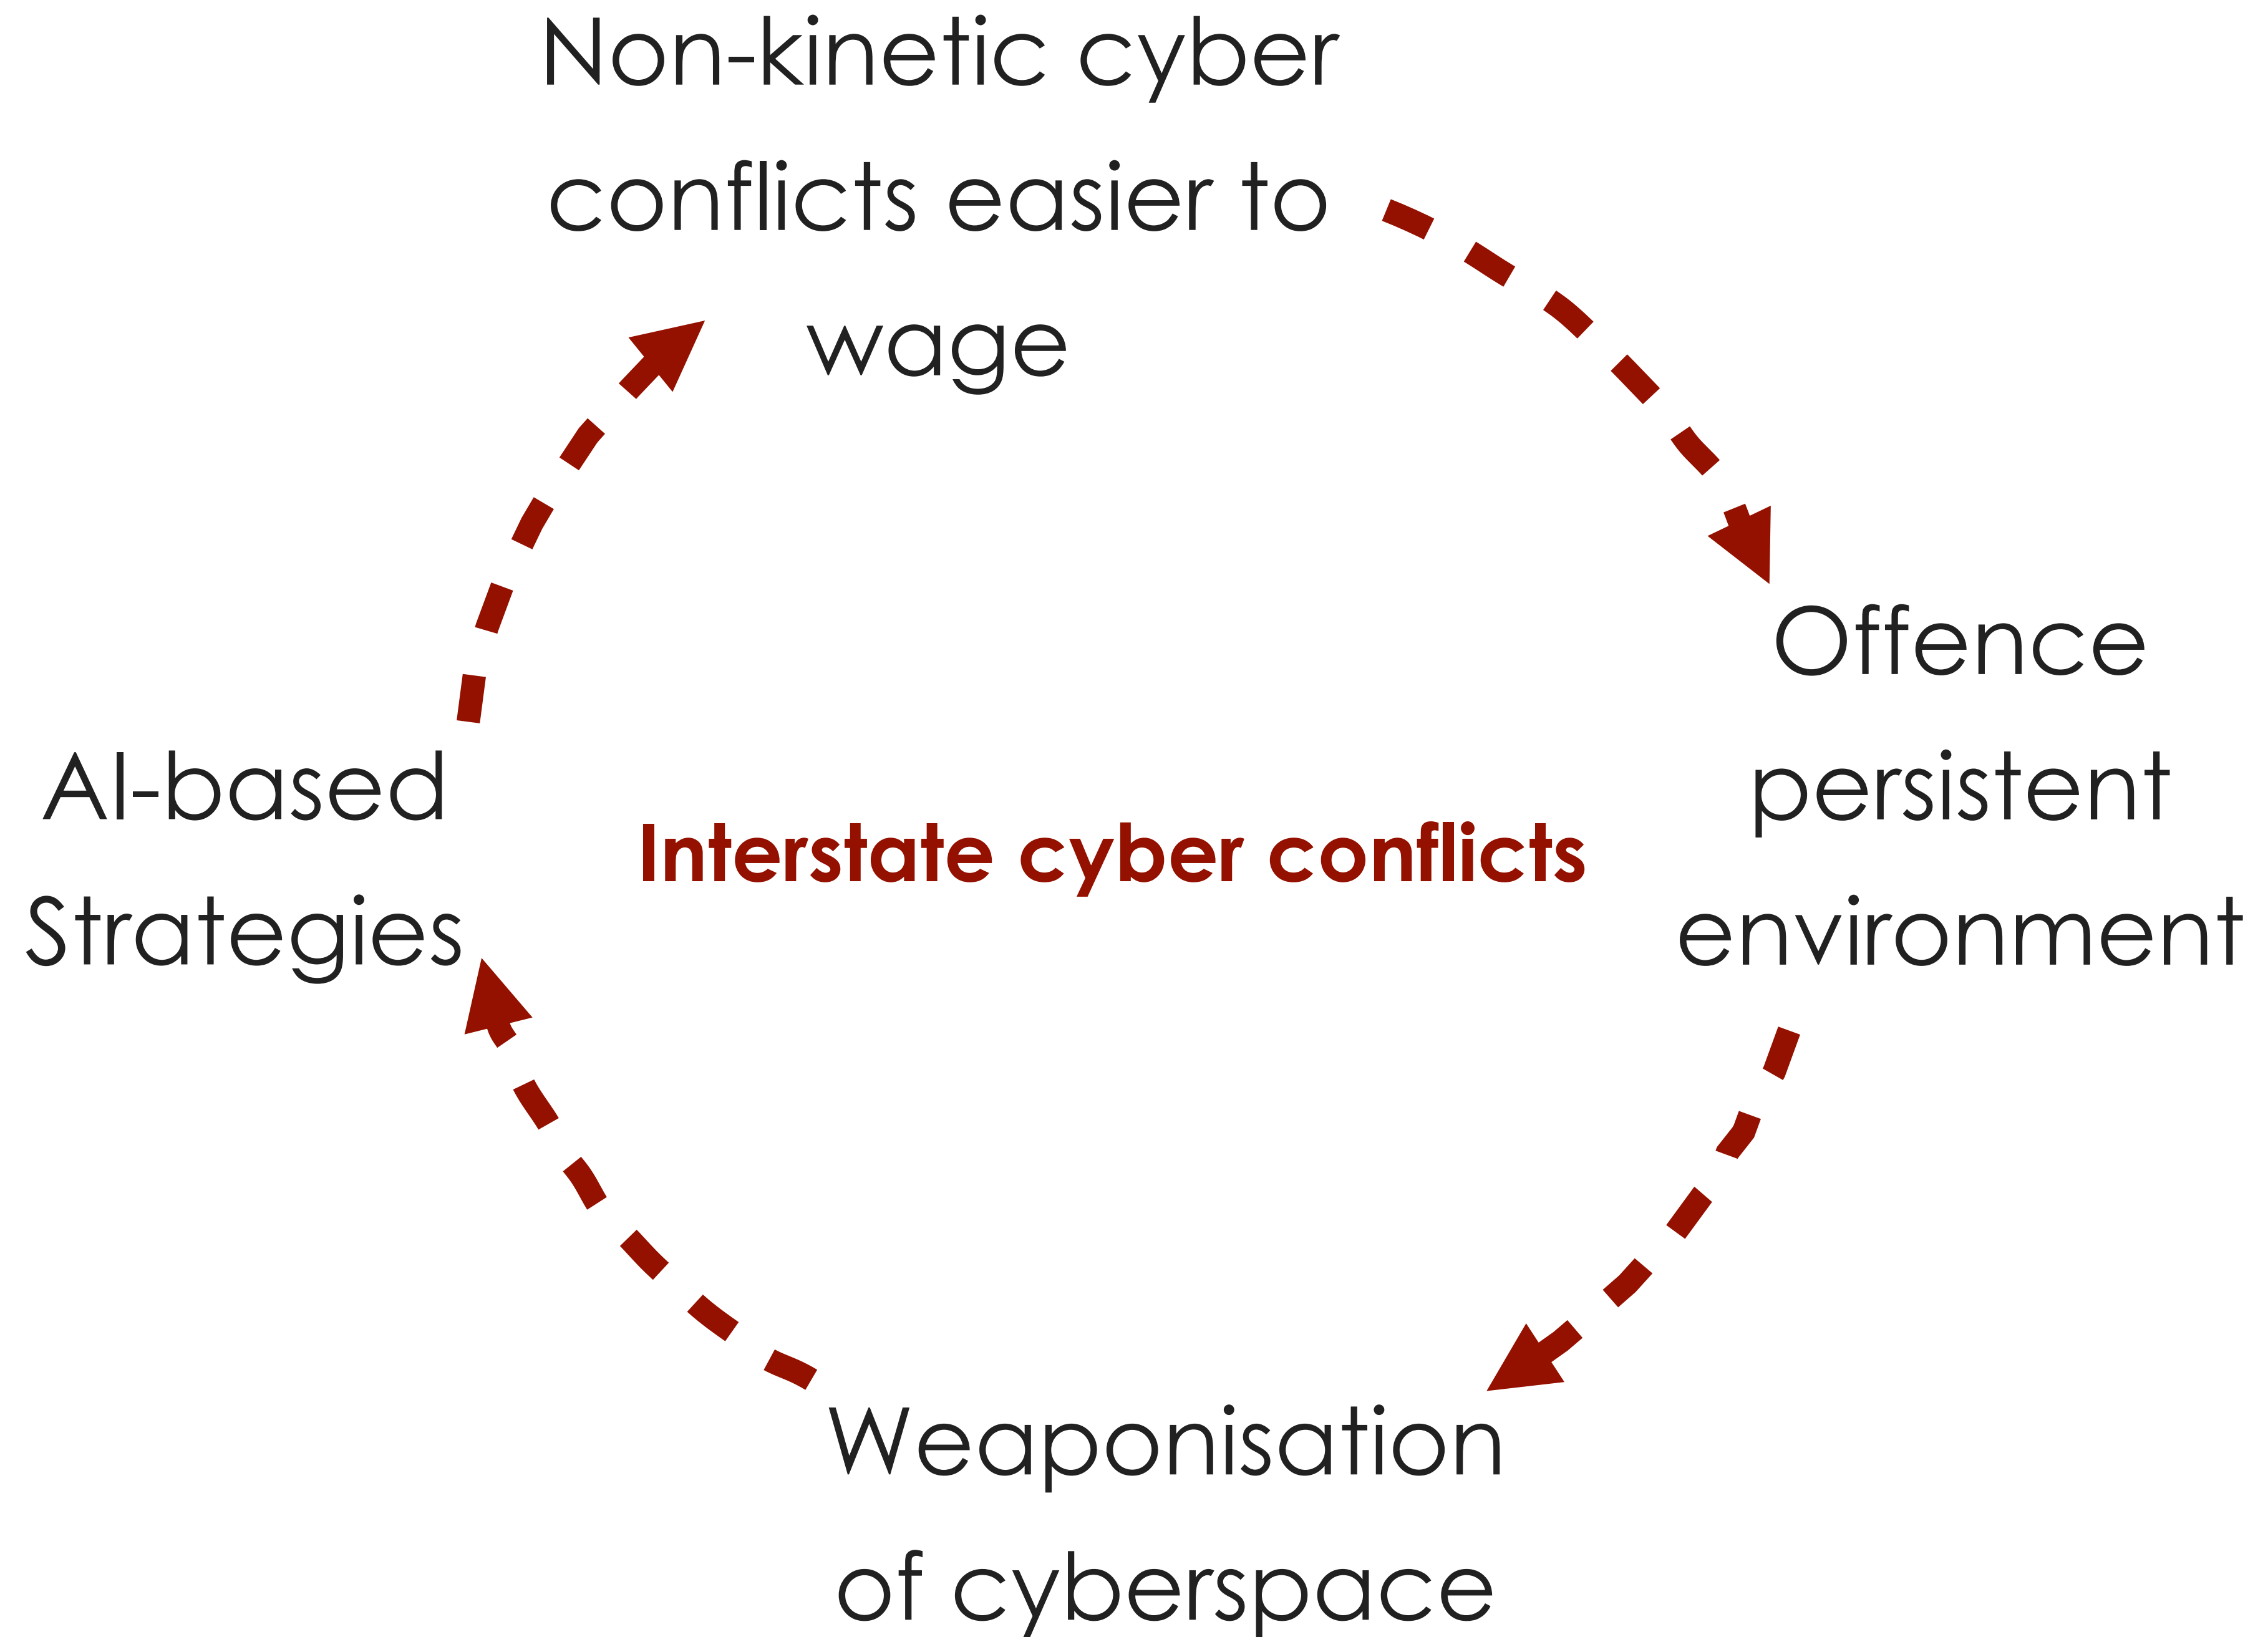 Non-kinetic cyber
conflicts easier to
wage
Offence
persistent
environment
AI-based
Strategies
Interstate cyber conflicts
Weaponisation
of cyberspace